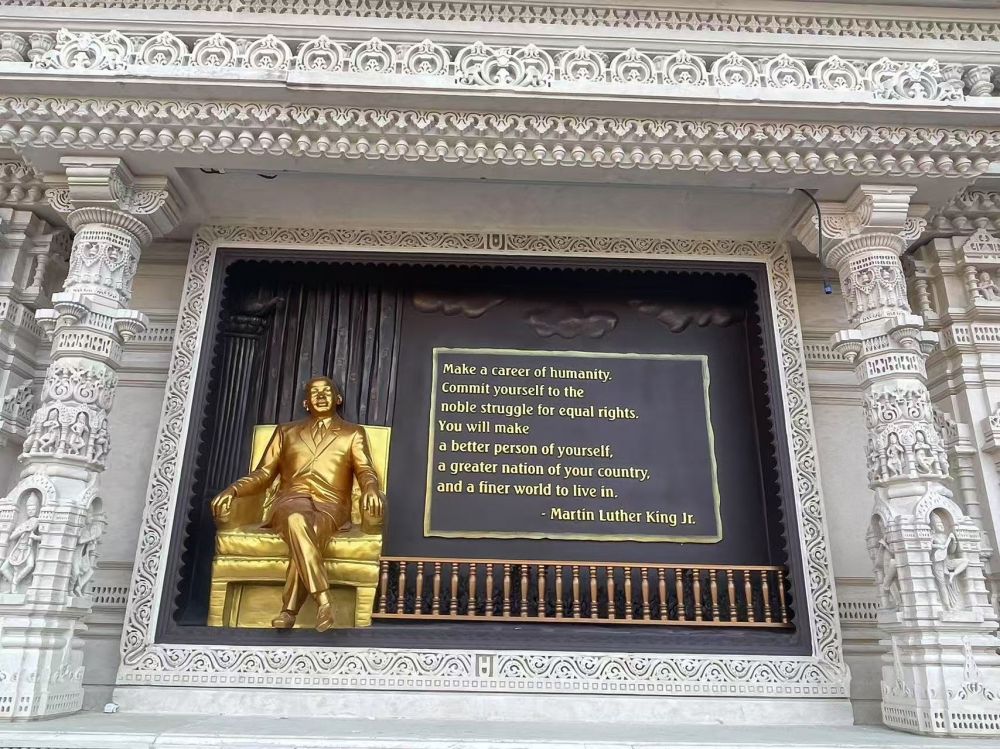 Make a career of humanity.
Commit yourself to the
noble struggle for equal rights.
You will make
a better person of yourself,
a greater nation of your country,
and a finer world to live in.
- Martin Luther King Jr.